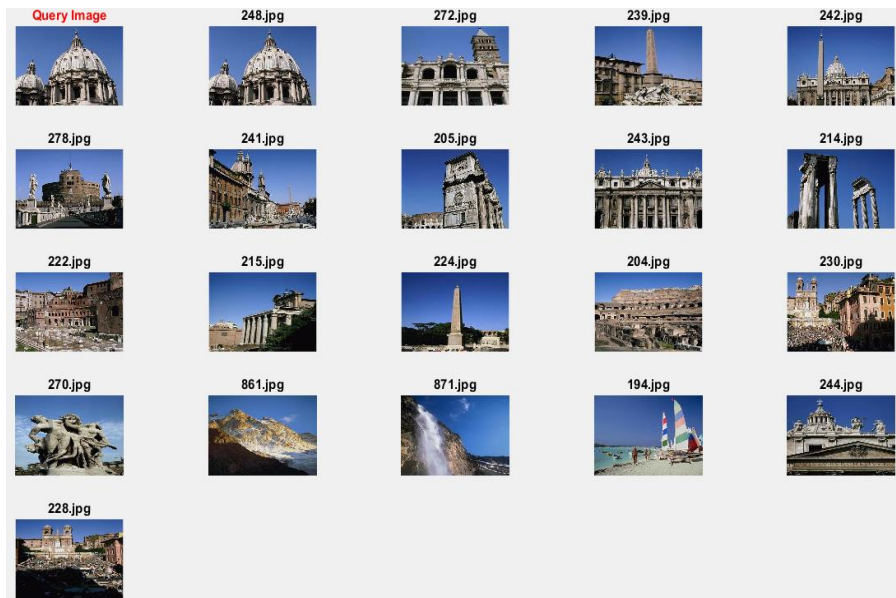 Query Image 248.jpg 272.jpg 239.jpg 242.jpg
278.jpg 241.jpg 205.jpg 243.jpg 214.jpg
222.jpg 215.jpg 224.jpg 204.jpg 230.jpg
270.jpg 861.jpg 871.jpg 194.jpg 244.jpg
228.jpg